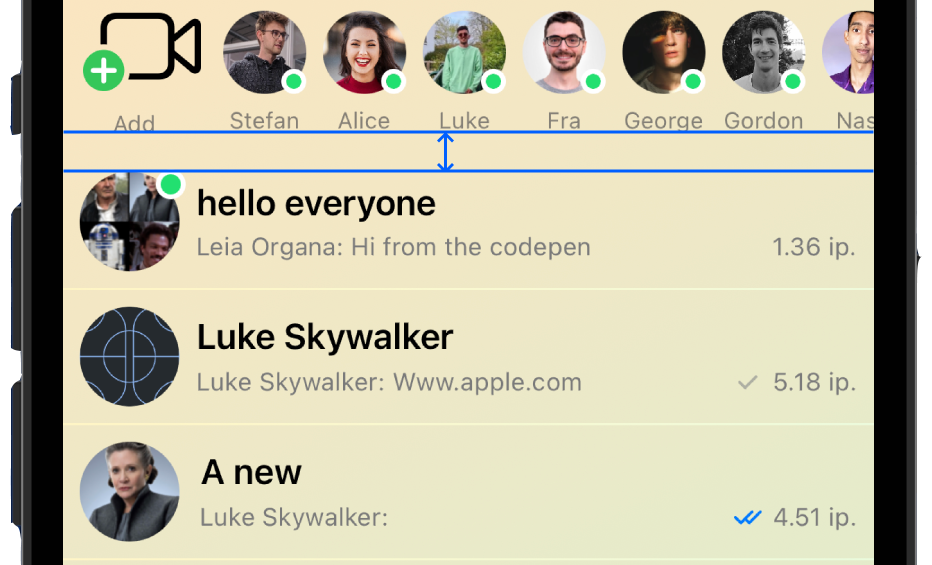 Add Stefan Alice Luke Fra George Gordon Nas
hello everyone
Leia Organa: Hi from the codepen 1.36 ip.
Luke Skywalker
Luke Skywalker: Www.apple.com 5.18 ip.
A new
Luke Skywalker: 4.51 ip.